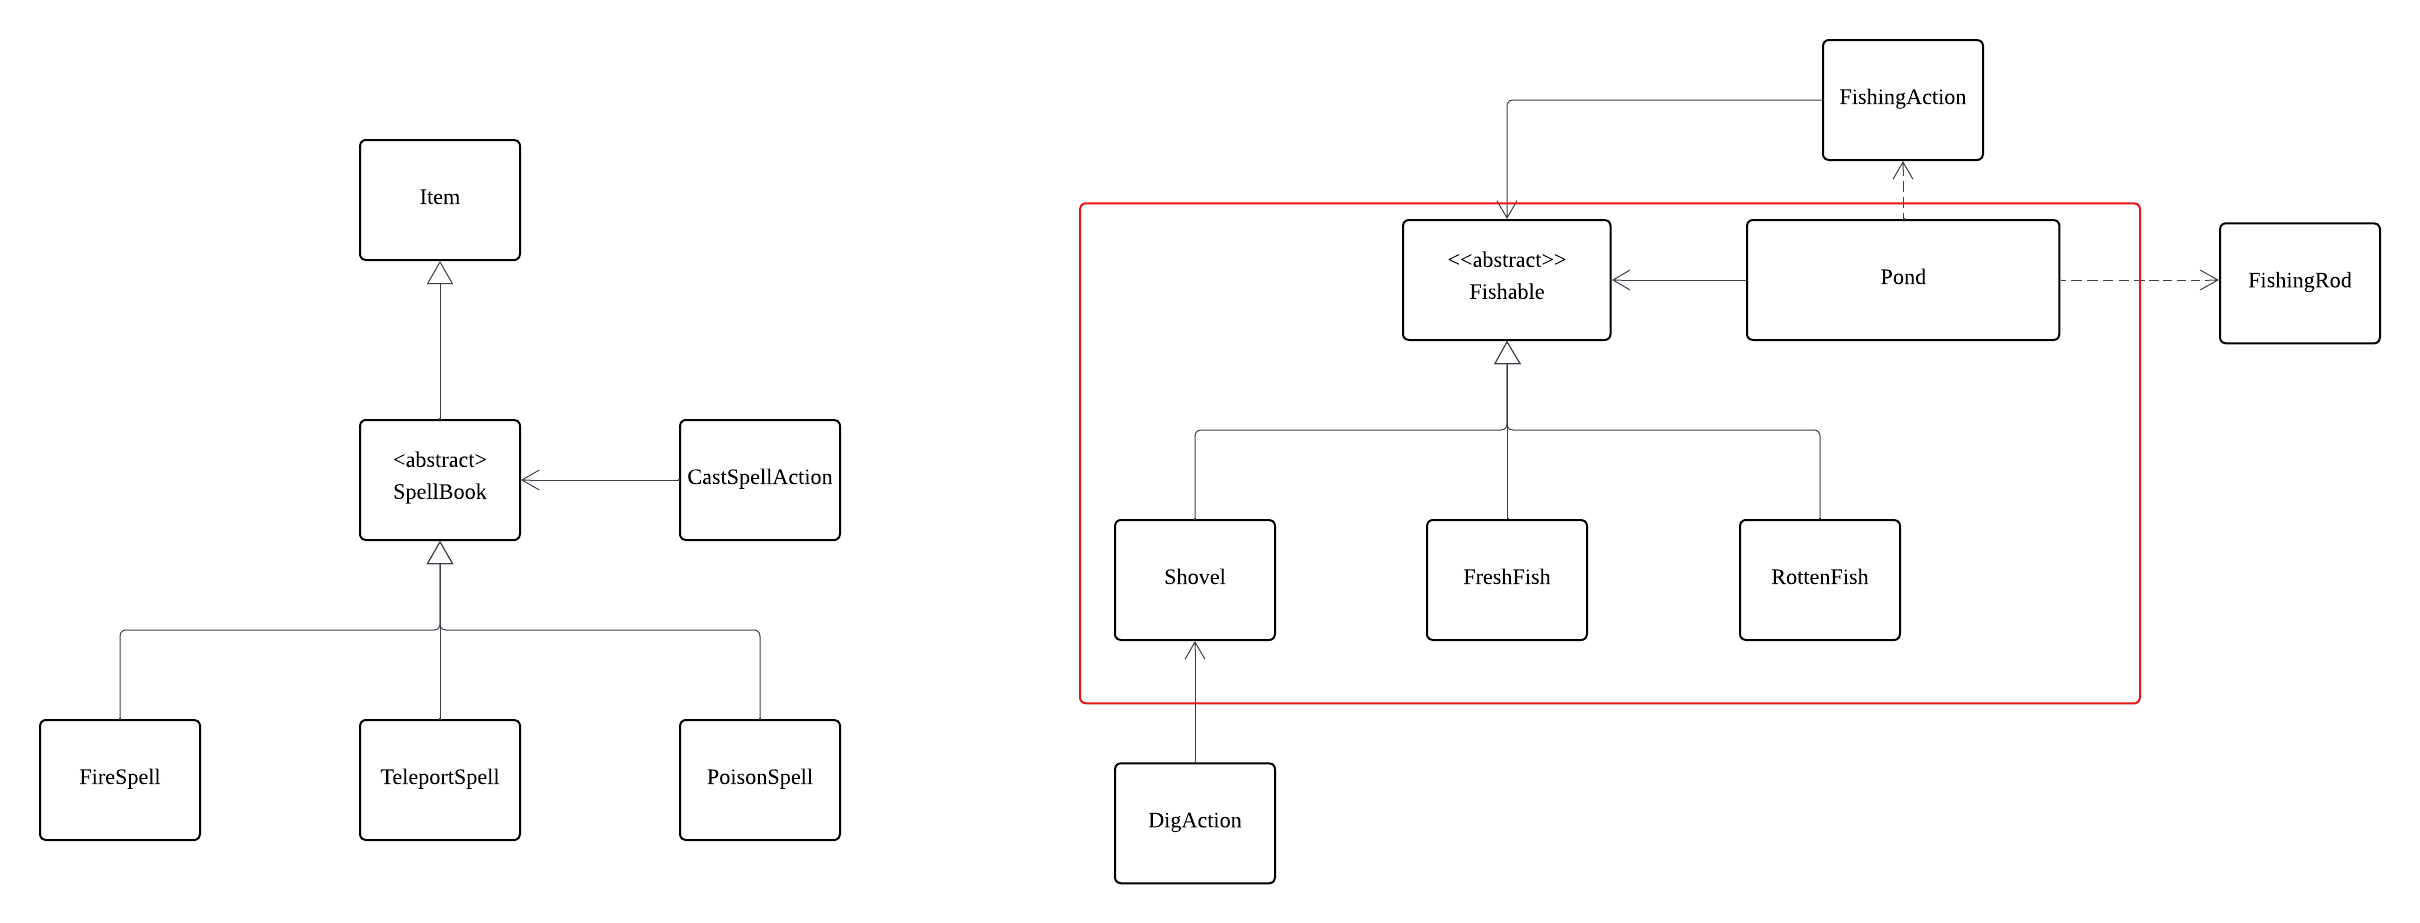 Item
<abstract>
SpellBook
CastSpellAction
FireSpell
TeleportSpell
PoisonSpell
FishingAction
<<abstract>>
Fishable
Pond
FishingRod
Shovel
FreshFish
RottenFish
DigAction